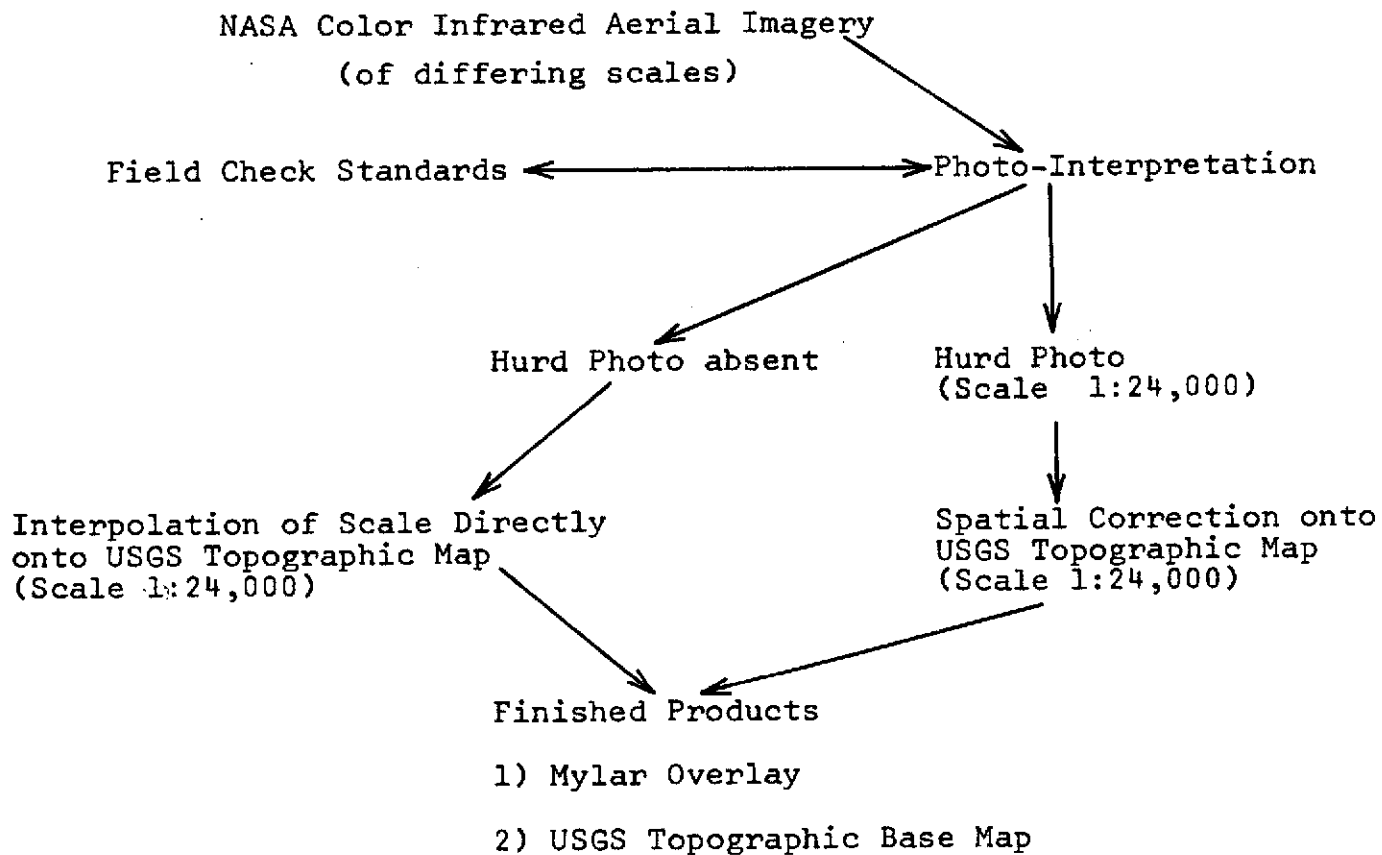 NASA Color Infrared Aerial Imagery
(of differing scales)
Field Check Standards
Photo-Interpretation
Hurd Photo absent
Hurd Photo
(Scale 1:24,000)
Interpolation of Scale Directly
onto USGS Topographic Map
(Scale 1:24,000)
Spatial Correction onto
USGS Topographic Map
(Scale 1:24,000)
Finished Products
1) Mylar Overlay
2) USGS Topographic Base Map